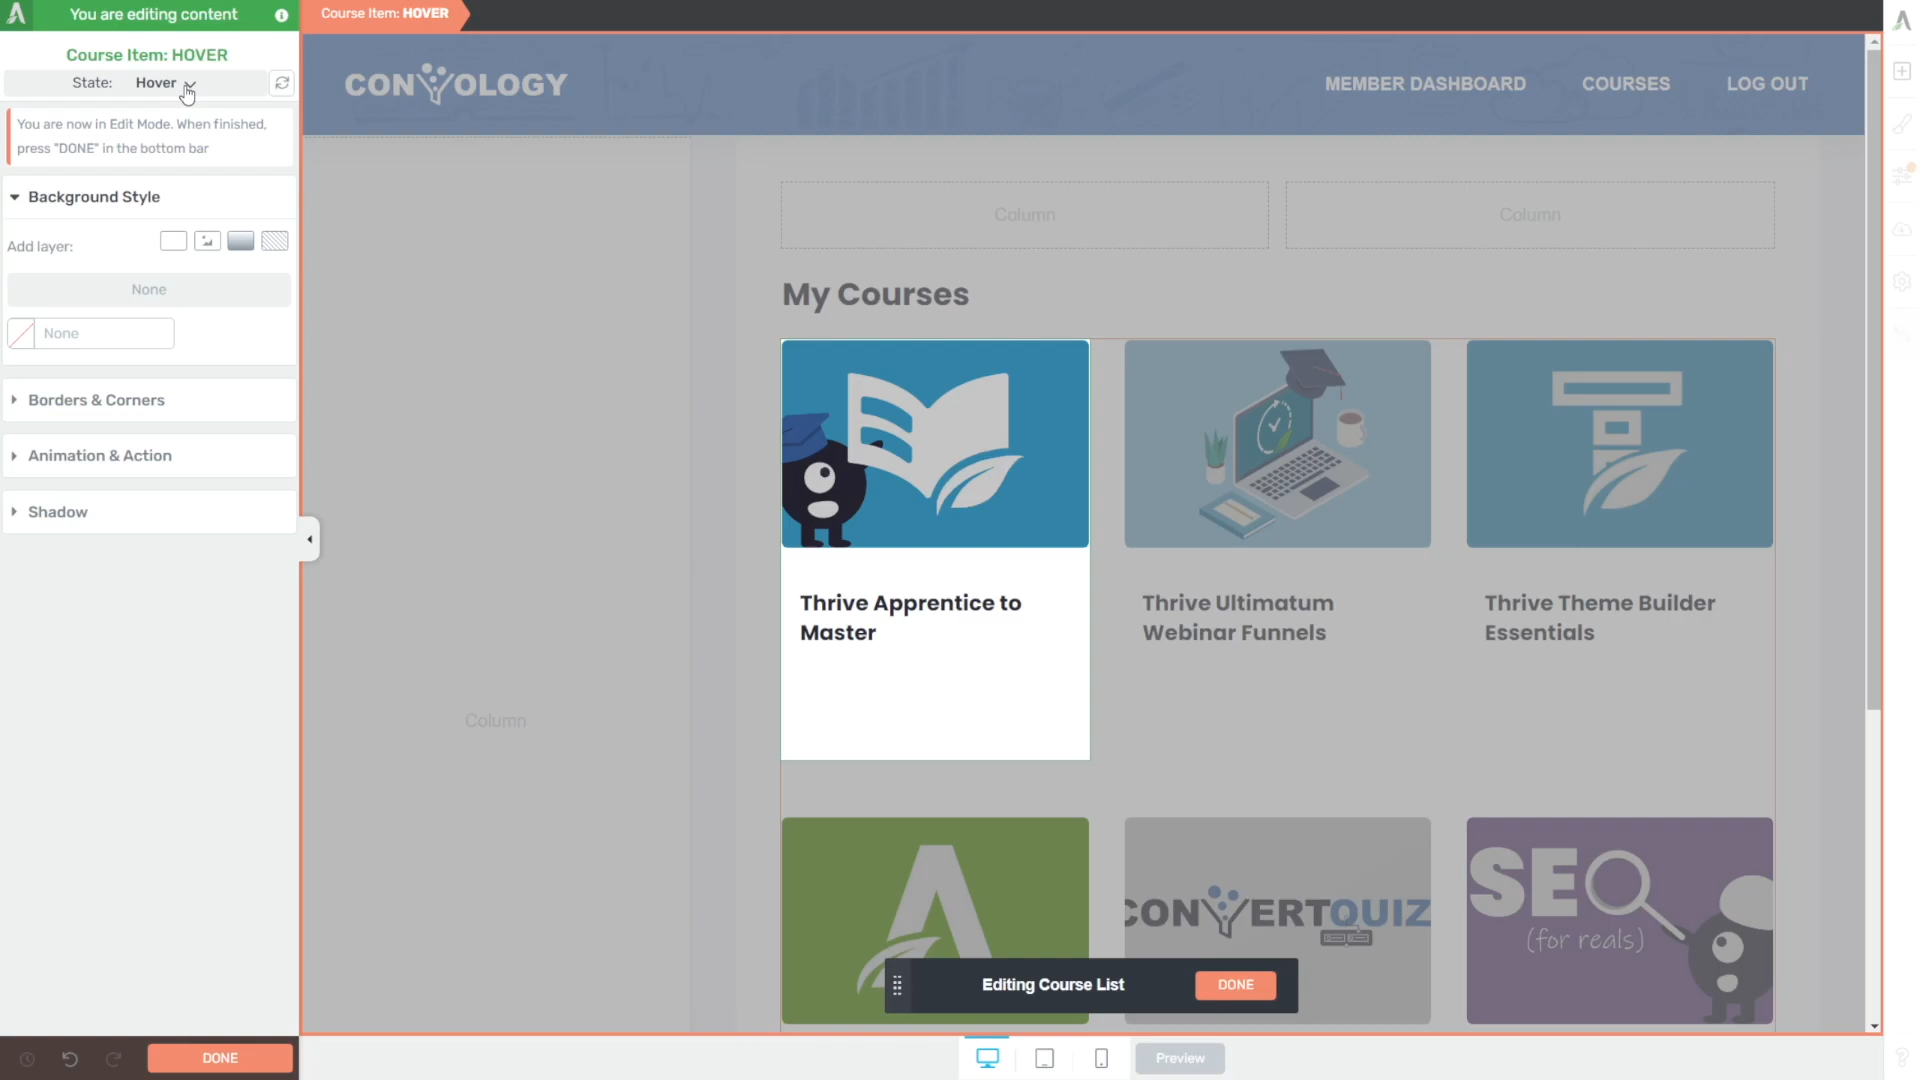 You are editing content
Course Item: HOVER
Course Item: HOVER
State: Hover
You are now in Edit Mode. When finished,
press "DONE" in the bottom bar
Background Style
Add layer:
None
None
Borders & Corners
Animation & Action
Shadow
DONE
CONVYOLOGY
MEMBER DASHBOARD
COURSES
LOG OUT
Column
Column
Column
My Courses
Thrive Apprentice to
Master
Thrive Ultimatum
Webinar Funnels
Thrive Theme Builder
Essentials
CONVERTQUIZ
SEO
(for reals)
Editing Course List
DONE
Preview